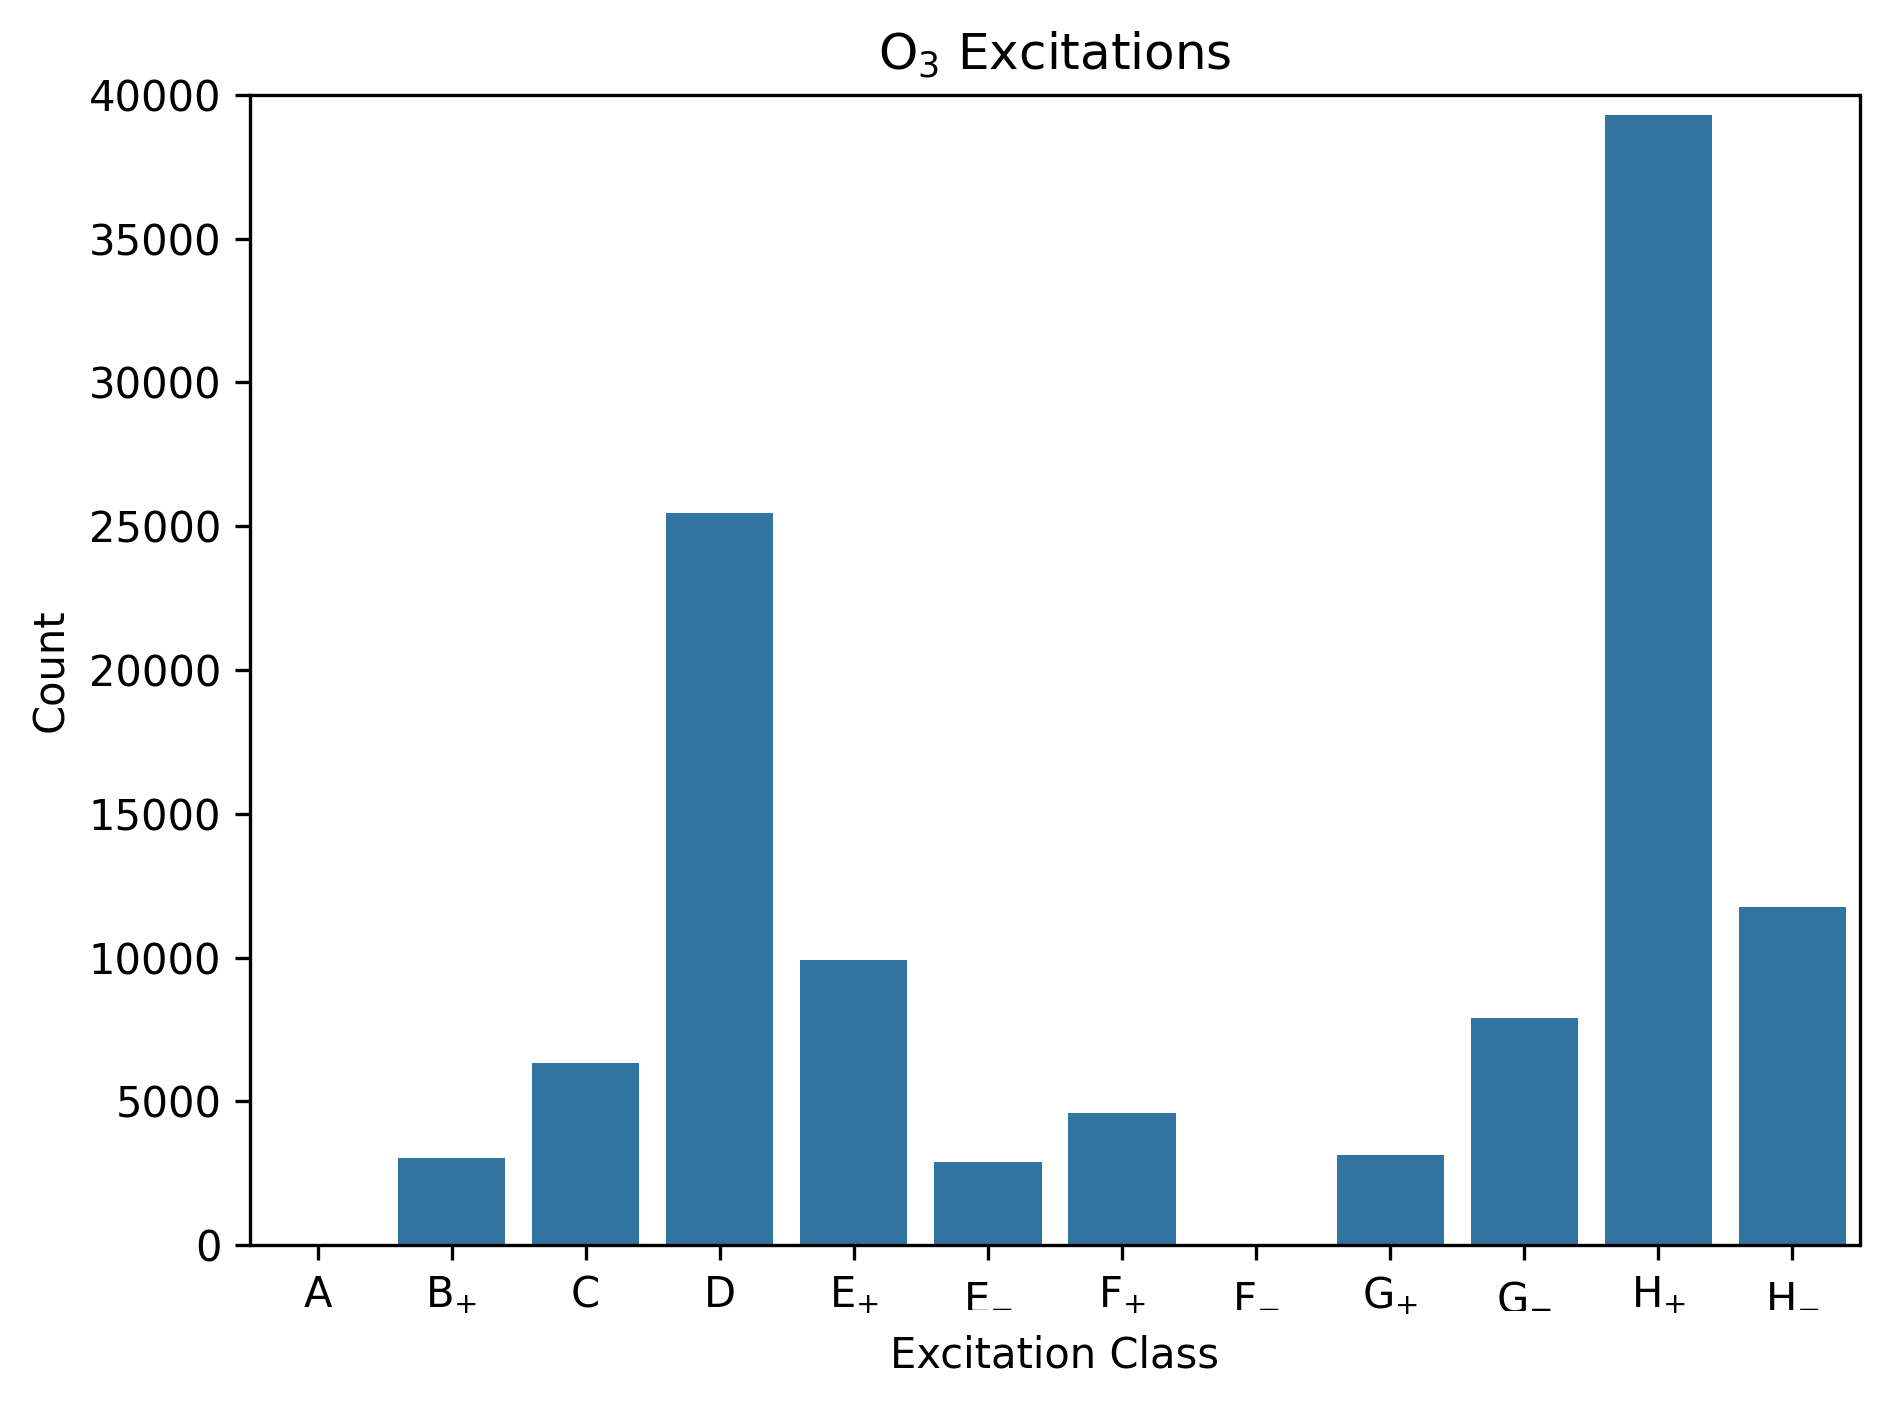 O₃ Excitations
40000
35000
30000
25000
20000
15000
10000
5000
0
Count
A B₊ C D E₊ E₋ F₊ F₋ G₊ G₋ H₊ H₋
Excitation Class